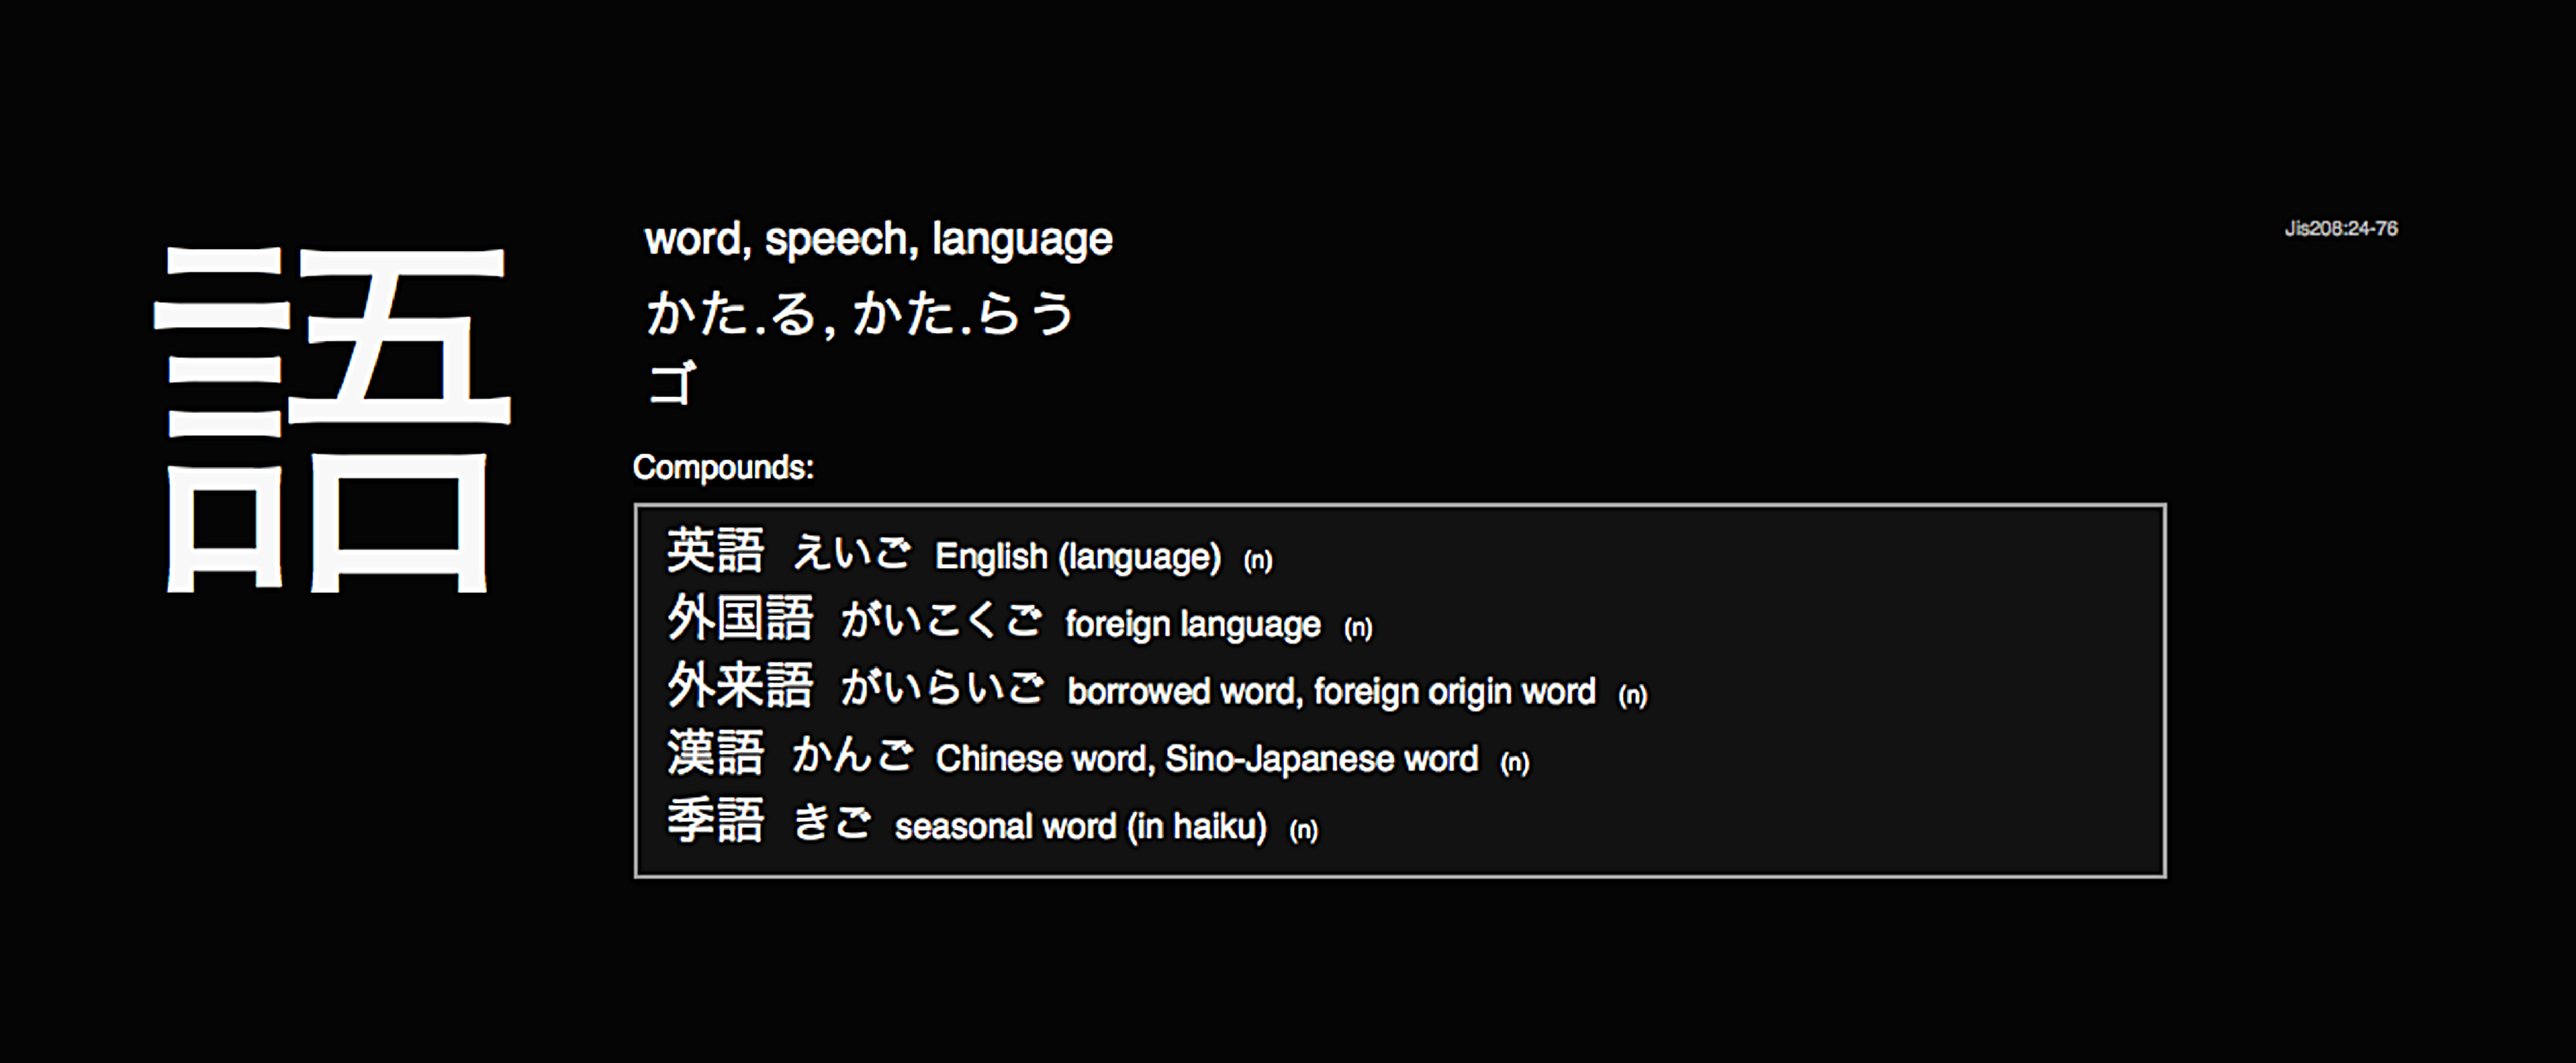 語
word, speech, language
Jis208:24-76
かた.る, かた.らう
ゴ
Compounds:
英語 えいご English (language) (n)
外国語 がいこくご foreign language (n)
外来語 がいらいご borrowed word, foreign origin word (n)
漢語 かんご Chinese word, Sino-Japanese word (n)
季語 きご seasonal word (in haiku) (n)